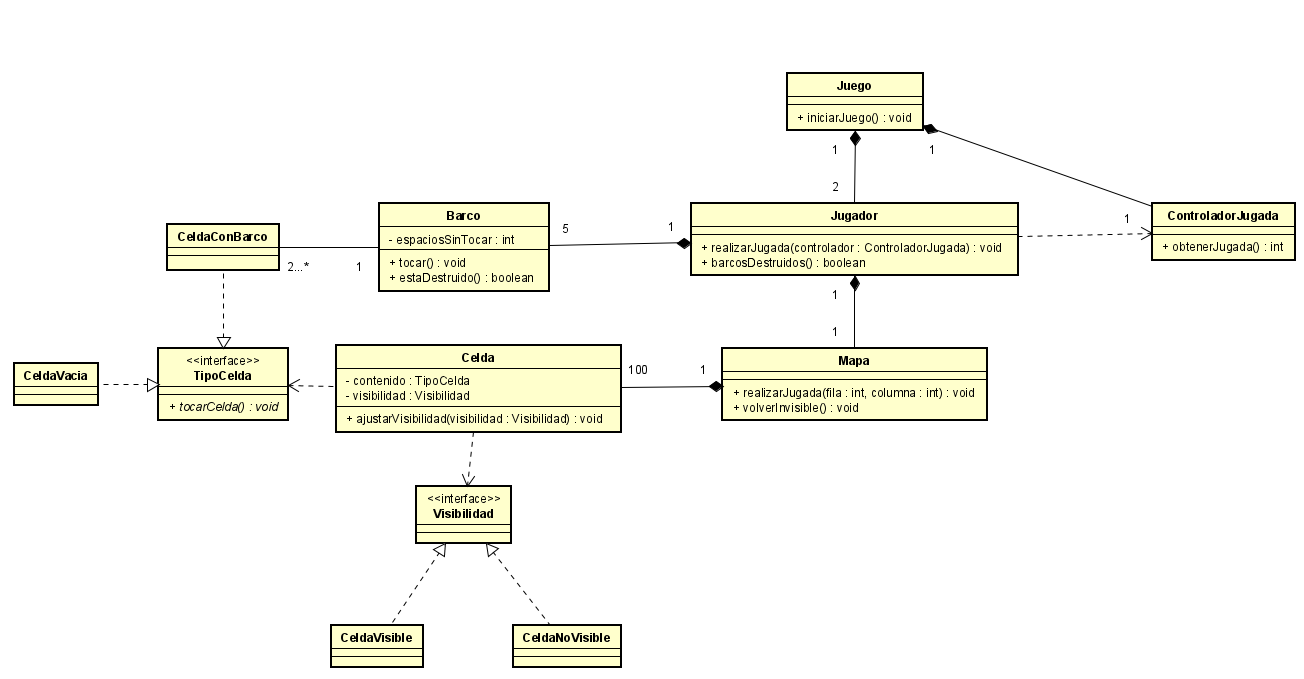 Juego
+ iniciarJuego() : void
1
1
2
CeldaConBarco
2...*
1
Barco
- espaciosSinTocar : int
+ tocar() : void
+ estaDestruido() : boolean
5
1
Jugador
+ realizarJugada(controlador : ControladorJugada) : void
+ barcosDestruidos() : boolean
1
ControladorJugada
+ obtenerJugada() : int
1
1
CeldaVacia
<<interface>>
TipoCelda
+ tocarCelda() : void
Celda
- contenido : TipoCelda
- visibilidad : Visibilidad
+ ajustarVisibilidad(visibilidad : Visibilidad) : void
100
1
Mapa
+ realizarJugada(fila : int, columna : int) : void
+ volverInvisible() : void
<<interface>>
Visibilidad
CeldaVisible
CeldaNoVisible